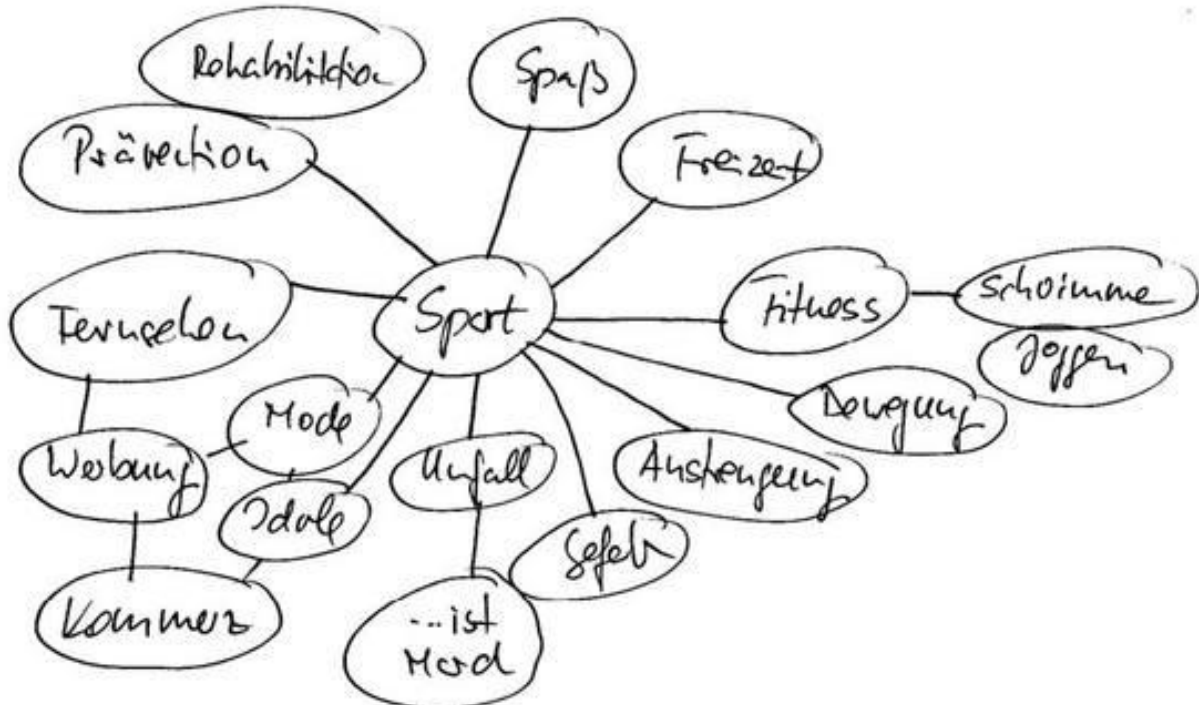 Rehabilitation
Spaß
Prävention
Freizeit
Sport
Fitness
Schwimmen
Fernsehen
Joggen
Mode
Bewegung
Werbung
Unfall
Anstrengung
Idole
Gefahr
Kommerz
...ist
Mord